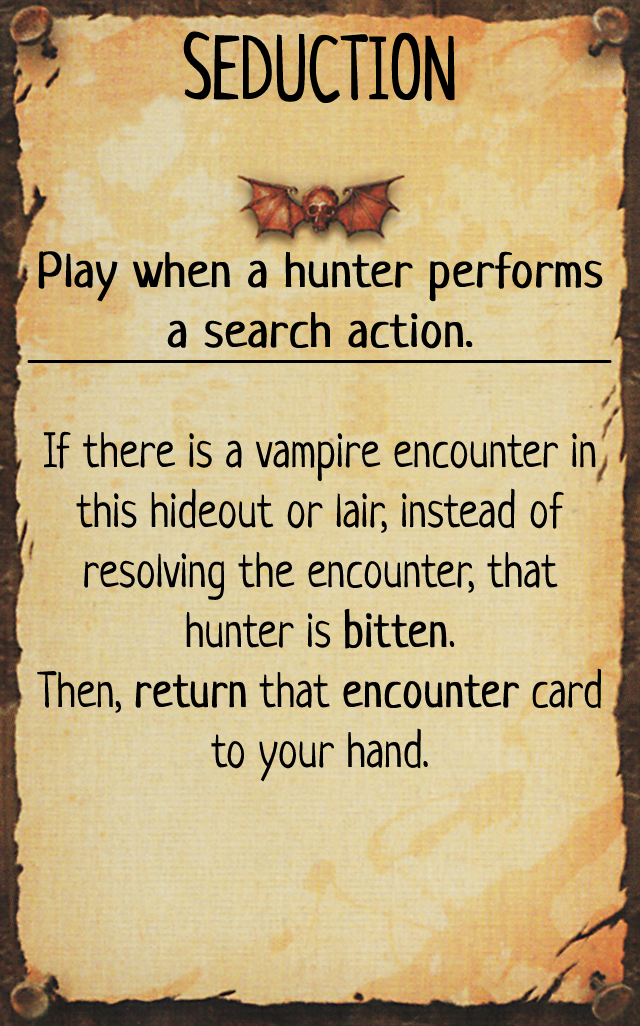 SEDUCTION
Play when a hunter performs
a search action.
If there is a vampire encounter in
this hideout or lair, instead of
resolving the encounter, that
hunter is bitten.
Then, return that encounter card
to your hand.